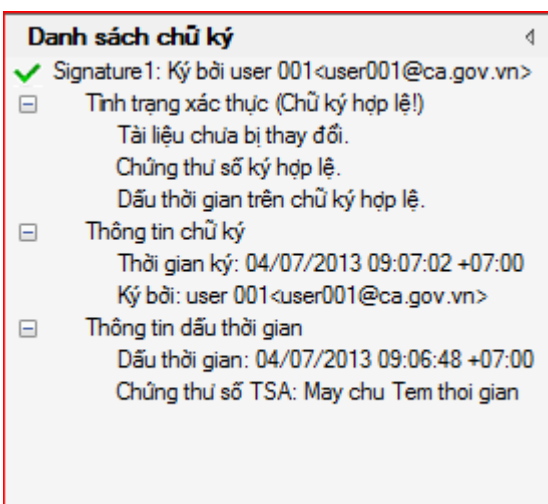 Danh sách chữ ký
Signature1: Ký bởi user 001<user001@ca.gov.vn>
Tình trạng xác thực (Chữ ký hợp lệ!)
Tài liệu chưa bị thay đổi.
Chứng thư số ký hợp lệ.
Dấu thời gian trên chữ ký hợp lệ.
Thông tin chữ ký
Thời gian ký: 04/07/2013 09:07:02 +07:00
Ký bởi: user 001<user001@ca.gov.vn>
Thông tin dấu thời gian
Dấu thời gian: 04/07/2013 09:06:48 +07:00
Chứng thư số TSA: May chu Tem thoi gian